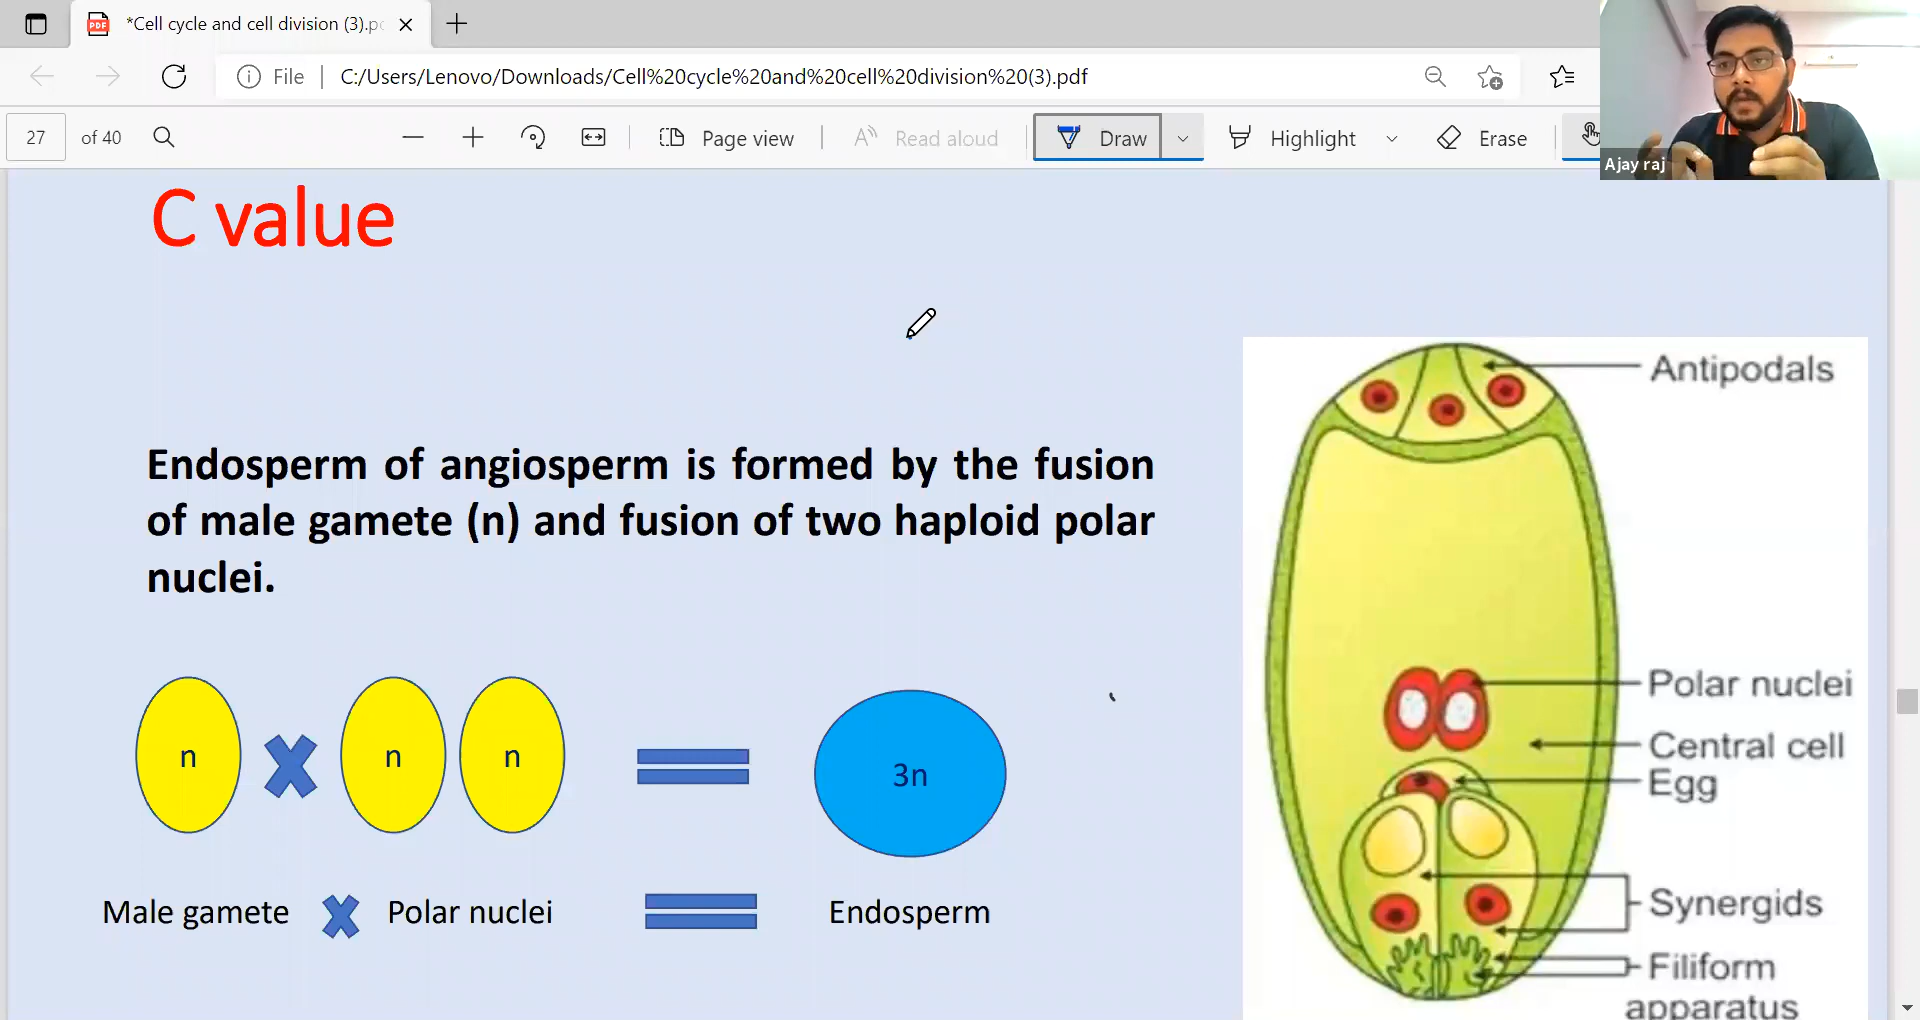 *Cell cycle and cell division (3).p
File
C:/Users/Lenovo/Downloads/Cell%20cycle%20and%20cell%20division%20(3).pdf
27 of 40
Page view
Read aloud
Draw
Highlight
Erase
Ajay raj
C value
Antipodals
Endosperm of angiosperm is formed by the fusion
of male gamete (n) and fusion of two haploid polar
nuclei.
Polar nuclei
Central cell
Egg
n
n
n
3n
Male gamete
Polar nuclei
Endosperm
Synergids
Filiform
apparatus